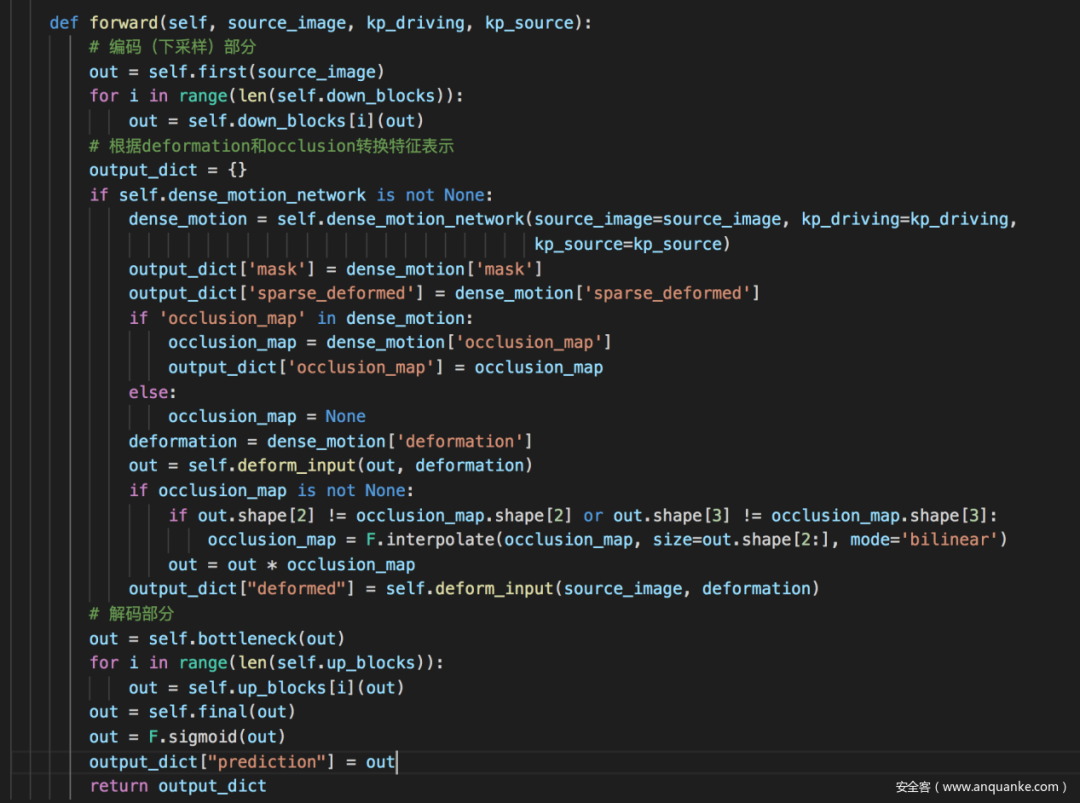 def forward(self, source_image, kp_driving, kp_source):
    # 编码（下采样）部分
    out = self.first(source_image)
    for i in range(len(self.down_blocks)):
        out = self.down_blocks[i](out)
    # 根据deformation和occlusion转换特征表示
    output_dict = {}
    if self.dense_motion_network is not None:
        dense_motion = self.dense_motion_network(source_image=source_image, kp_driving=kp_driving,
                                                 kp_source=kp_source)
        output_dict['mask'] = dense_motion['mask']
        output_dict['sparse_deformed'] = dense_motion['sparse_deformed']
        if 'occlusion_map' in dense_motion:
            occlusion_map = dense_motion['occlusion_map']
            output_dict['occlusion_map'] = occlusion_map
        else:
            occlusion_map = None
        deformation = dense_motion['deformation']
        out = self.deform_input(out, deformation)
        if occlusion_map is not None:
            if out.shape[2] != occlusion_map.shape[2] or out.shape[3] != occlusion_map.shape[3]:
                occlusion_map = F.interpolate(occlusion_map, size=out.shape[2:], mode='bilinear')
            out = out * occlusion_map
        output_dict["deformed"] = self.deform_input(source_image, deformation)
    # 解码部分
    out = self.bottleneck(out)
    for i in range(len(self.up_blocks)):
        out = self.up_blocks[i](out)
    out = self.final(out)
    out = F.sigmoid(out)
    output_dict["prediction"] = out
    return output_dict
安全客（www.anquanke.com）